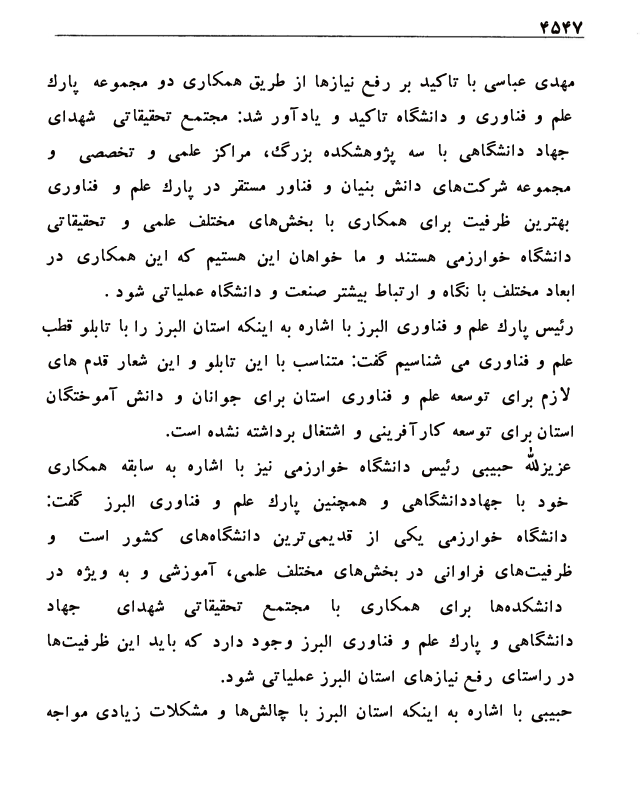 ۴۵۴۷
مهدی عباسی با تاکید بر رفع نیازها از طریق همکاری دو مجموعه پارك
علم و فناوری و دانشگاه تاکید و یادآور شد: مجتمع تحقیقاتی شهدای
جهاد دانشگاهی با سه پژوهشکده بزرگ، مراکز علمی و تخصصی و
مجموعه شرکت‌های دانش بنیان و فناور مستقر در پارك علم و فناوری
بهترین ظرفیت برای همکاری با بخش‌های مختلف علمی و تحقیقاتی
دانشگاه خوارزمی هستند و ما خواهان این هستیم که این همکاری در
ابعاد مختلف با نگاه و ارتباط بیشتر صنعت و دانشگاه عملیاتی شود .
رئیس پارك علم و فناوری البرز با اشاره به اینکه استان البرز را با تابلو قطب
علم و فناوری می شناسیم گفت: متناسب با این تابلو و این شعار قدم های
لازم برای توسعه علم و فناوری استان برای جوانان و دانش آموختگان
استان برای توسعه کارآفرینی و اشتغال برداشته نشده است.
عزیزلله حبیبی رئیس دانشگاه خوارزمی نیز با اشاره به سابقه همکاری
خود با جهاددانشگاهی و همچنین پارك علم و فناوری البرز گفت:
دانشگاه خوارزمی یکی از قدیمی‌ترین دانشگاه‌های کشور است و
ظرفیت‌های فراوانی در بخش‌های مختلف علمی، آموزشی و به ویژه در
دانشکده‌ها برای همکاری با مجتمع تحقیقاتی شهدای جهاد
دانشگاهی و پارك علم و فناوری البرز وجود دارد که باید این ظرفیت‌ها
در راستای رفع نیازهای استان البرز عملیاتی شود.
حبیبی با اشاره به اینکه استان البرز با چالش‌ها و مشکلات زیادی مواجه